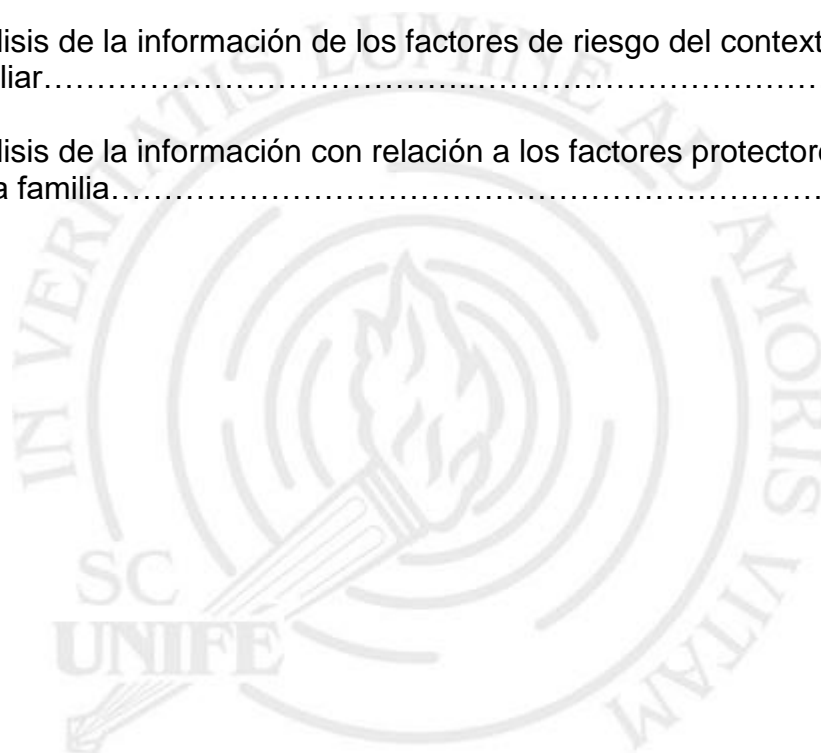 lisis de la información de los factores de riesgo del context
liar…………………………………..……………………………
lisis de la información con relación a los factores protector
a familia……………………………………………………………
IN VERITATIS LUMINE AD AMORIS VITAM
SC
UNIFE